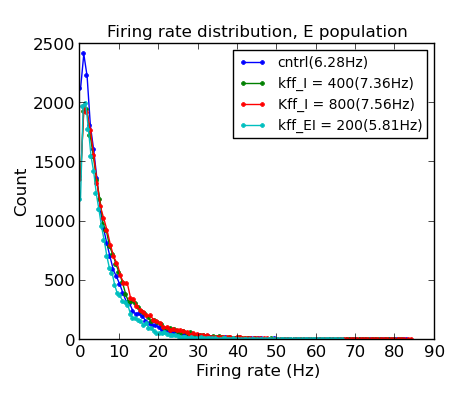 Firing rate distribution, E population
cntrl(6.28Hz)
kff_I = 400(7.36Hz)
Kff_I = 800(7.56Hz)
kff_EI = 200(5.81Hz)
2500
2000
1500
1000
500
0
Count
0 10 20 30 40 50 60 70 80 90
Firing rate (Hz)